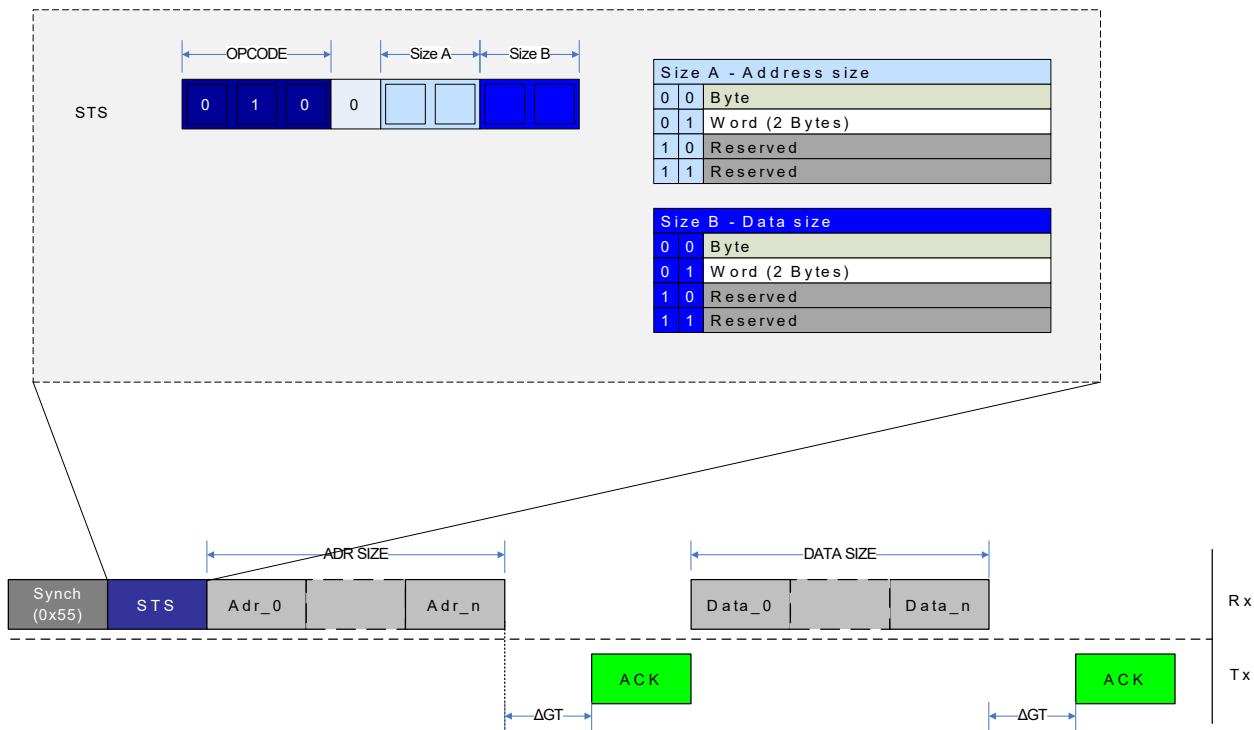 OPCODE
Size A
Size B
STS
0 1 0 0
Size A - Address size
0 0 Byte
0 1 Word (2 Bytes)
1 0 Reserved
1 1 Reserved
Size B - Data size
0 0 Byte
0 1 Word (2 Bytes)
1 0 Reserved
1 1 Reserved
ADR SIZE
DATA SIZE
Synch
(0x55)
STS
Adr_0
Adr_n
Data_0
Data_n
Rx
ACK
ACK
Tx
ΔGT
ΔGT